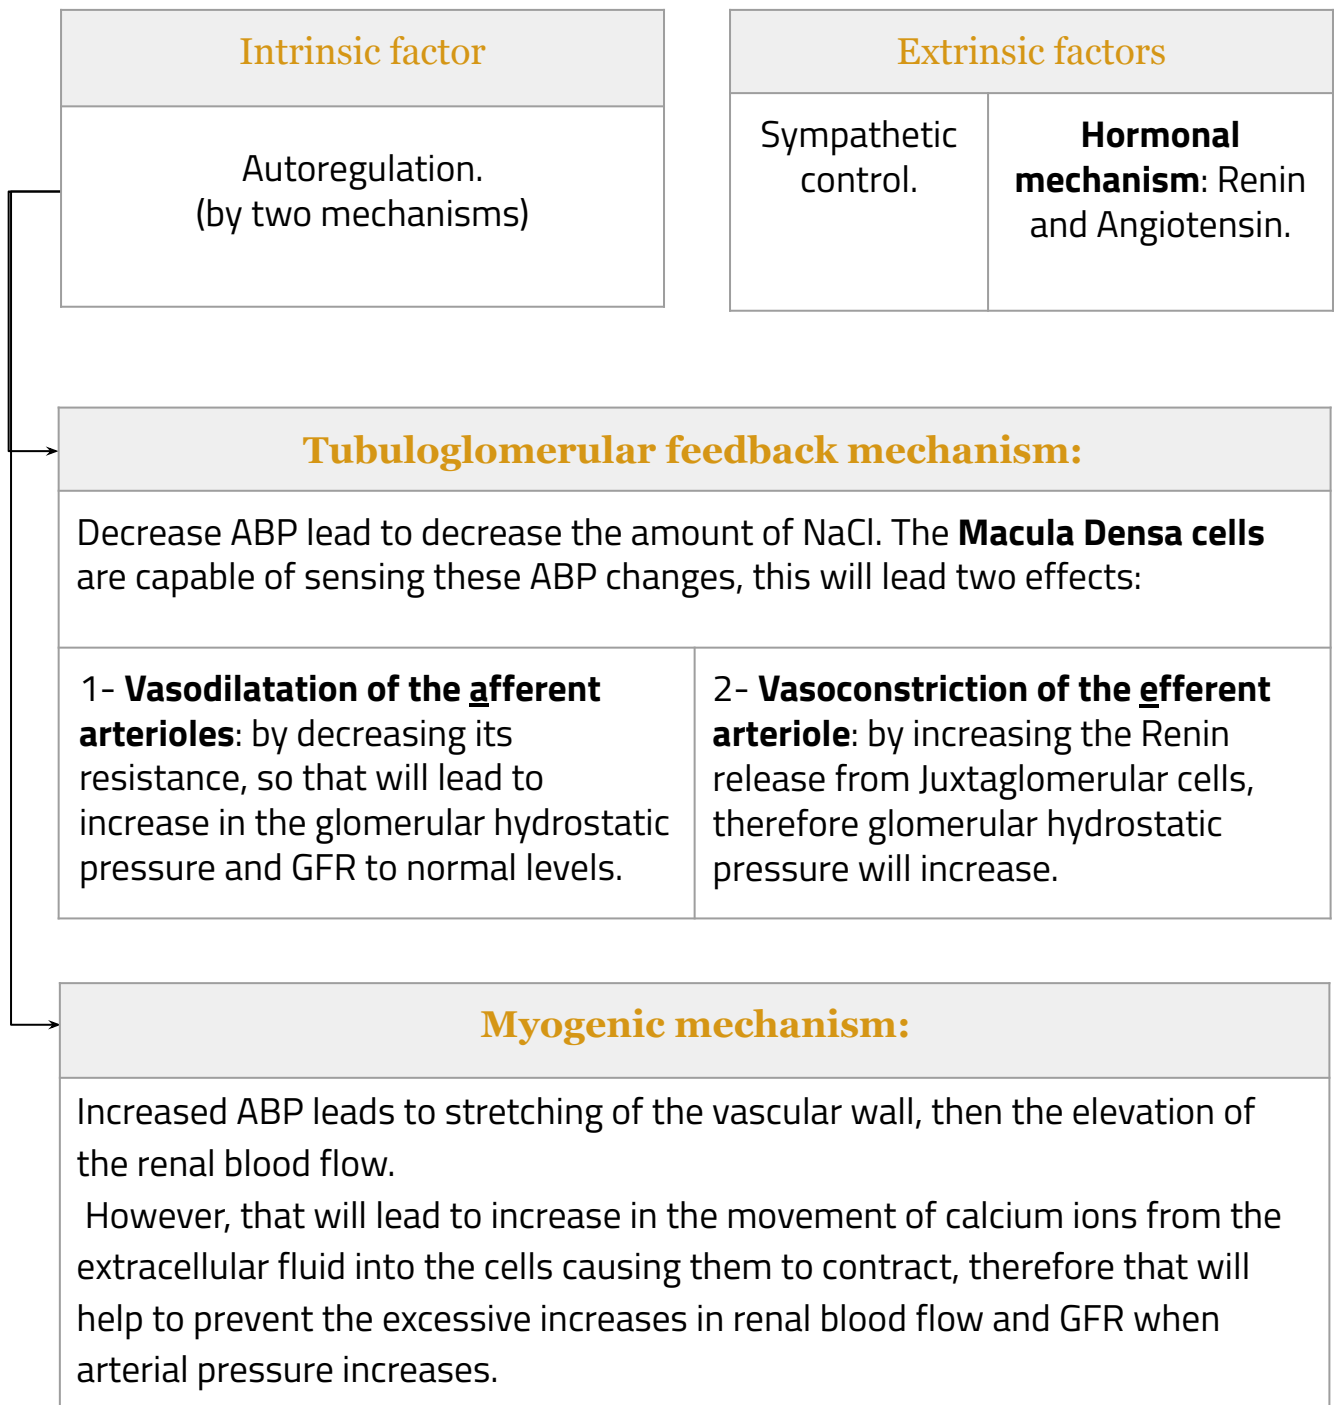 Intrinsic factor
Autoregulation.
(by two mechanisms)
Extrinsic factors
Sympathetic
control.
Hormonal
mechanism: Renin
and Angiotensin.
Tubuloglomerular feedback mechanism:
Decrease ABP lead to decrease the amount of NaCl. The Macula Densa cells
are capable of sensing these ABP changes, this will lead two effects:
1- Vasodilatation of the afferent
arterioles: by decreasing its
resistance, so that will lead to
increase in the glomerular hydrostatic
pressure and GFR to normal levels.
2- Vasoconstriction of the efferent
arteriole: by increasing the Renin
release from Juxtaglomerular cells,
therefore glomerular hydrostatic
pressure will increase.
Myogenic mechanism:
Increased ABP leads to stretching of the vascular wall, then the elevation of
the renal blood flow.
However, that will lead to increase in the movement of calcium ions from the
extracellular fluid into the cells causing them to contract, therefore that will
help to prevent the excessive increases in renal blood flow and GFR when
arterial pressure increases.